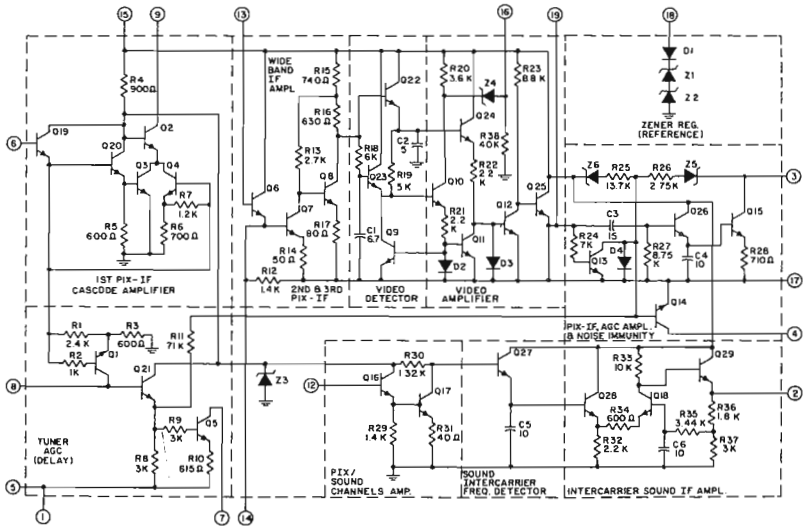 15
9
13
16
19
18
R4
900Ω
Q19
Q2
6
Q20
Q3
Q4
R7
1.2K
R5
600Ω
R6
700Ω
1ST PIX-IF
CASCODE AMPLIFIER
WIDE
BAND
IF
AMPL
R15
740Ω
R16
630Ω
R13
2.7K
Q6
Q7
Q8
R17
80Ω
R14
50Ω
R12
1.4K
2ND & 3RD
PIX-IF
Q22
R18
6K
C2
5
Q23
R19
5K
Q9
C1
6.7
VIDEO
DETECTOR
R20
3.6K
Z4
R23
8.8K
Q24
R38
40K
R22
2.2
K
Q10
R21
2.2
K
Q11
Q12
Q25
D2
D3
VIDEO
AMPLIFIER
D1
Z1
Z2
ZENER REG.
(REFERENCE)
Z6
R25
13.7K
R26
2.75K
Z5
3
C3
15
Q26
Q15
R24
7K
D4
Q13
R27
8.75
K
C4
10
R28
710Ω
17
Q14
PIX-IF, AGC AMPL.
& NOISE IMMUNITY
4
R1
2.4K
R3
600Ω
R2
1K
Q1
R11
71K
8
Q21
Z3
R9
3K
Q5
R8
3K
R10
615Ω
TUNER
AGC
(DELAY)
5
1
7
14
R30
1.32K
12
Q16
Q17
R29
1.4K
R31
40Ω
PIX/
SOUND
CHANNELS AMP.
Q27
C5
10
SOUND
INTERCARRIER
FREQ. DETECTOR
R33
10K
Q29
2
Q28
Q18
R34
600Ω
R35
3.44K
R36
1.8K
R32
2.2K
C6
10
R37
3K
INTERCARRIER SOUND IF AMPL.